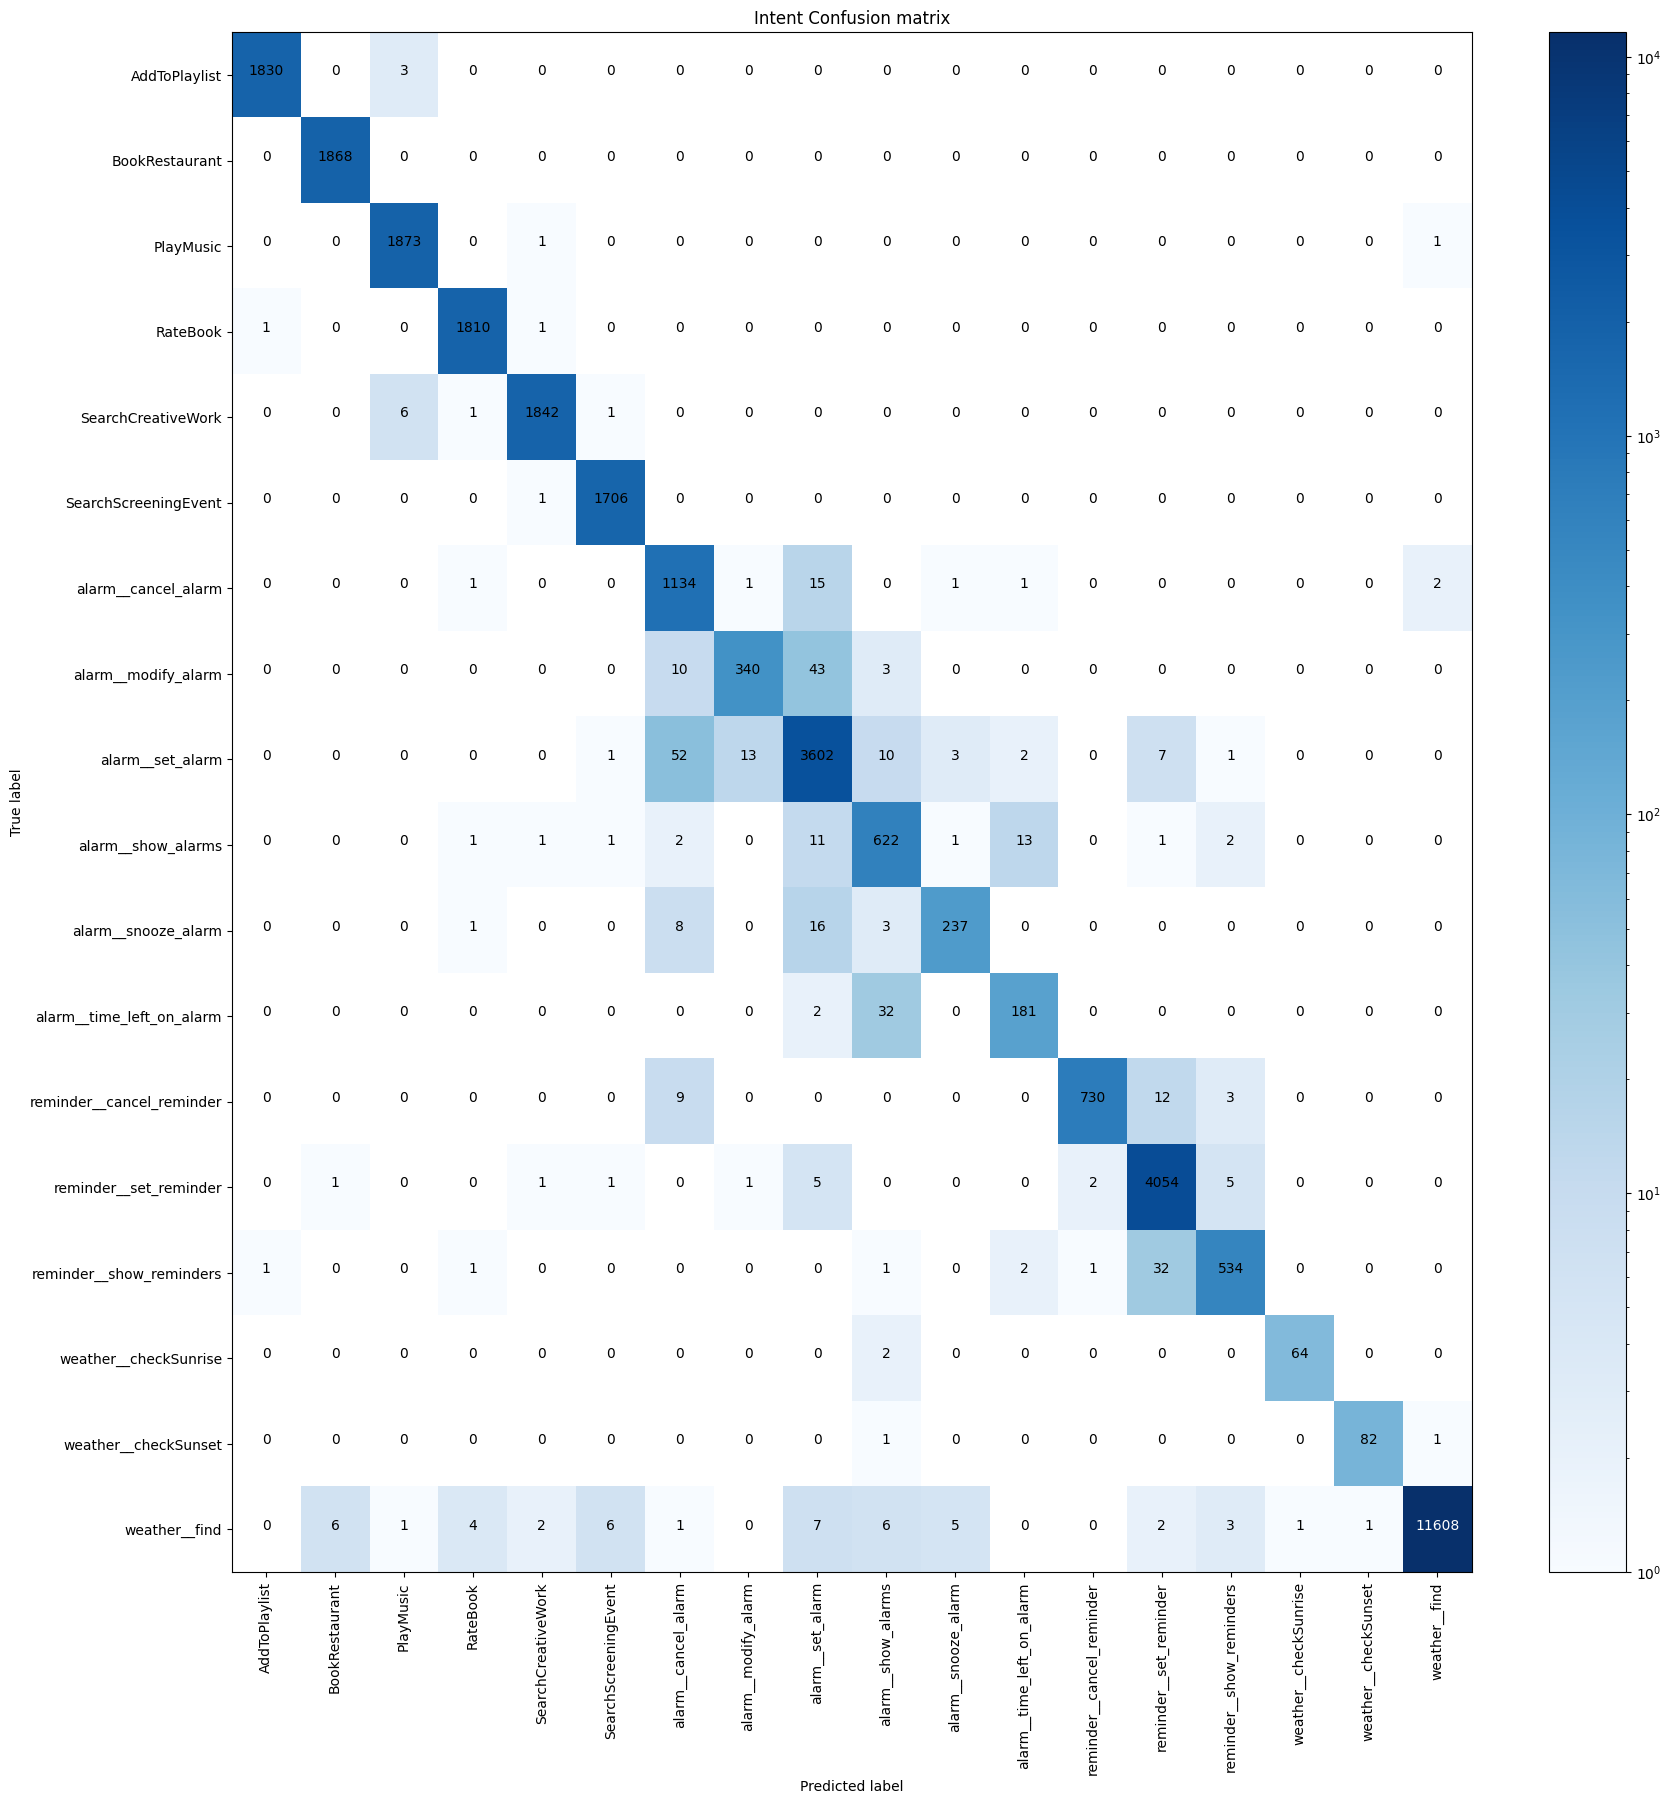 Intent Confusion matrix
AddToPlaylist 1830 0 3 0 0 0 0 0 0 0 0 0 0 0 0 0 0 0
BookRestaurant 0 1868 0 0 0 0 0 0 0 0 0 0 0 0 0 0 0 0
PlayMusic 0 0 1873 0 1 0 0 0 0 0 0 0 0 0 0 0 0 1
RateBook 1 0 0 1810 1 0 0 0 0 0 0 0 0 0 0 0 0 0
SearchCreativeWork 0 0 6 1 1842 1 0 0 0 0 0 0 0 0 0 0 0 0
SearchScreeningEvent 0 0 0 0 1 1706 0 0 0 0 0 0 0 0 0 0 0 0
alarm__cancel_alarm 0 0 0 1 0 0 1134 1 15 0 1 1 0 0 0 0 0 2
alarm__modify_alarm 0 0 0 0 0 0 10 340 43 3 0 0 0 0 0 0 0 0
alarm__set_alarm 0 0 0 0 0 1 52 13 3602 10 3 2 0 7 1 0 0 0
alarm__show_alarms 0 0 0 1 1 1 2 0 11 622 1 13 0 1 2 0 0 0
alarm__snooze_alarm 0 0 0 1 0 0 8 0 16 3 237 0 0 0 0 0 0 0
alarm__time_left_on_alarm 0 0 0 0 0 0 0 0 2 32 0 181 0 0 0 0 0 0
reminder__cancel_reminder 0 0 0 0 0 0 9 0 0 0 0 0 730 12 3 0 0 0
reminder__set_reminder 0 1 0 0 1 1 0 1 5 0 0 0 2 4054 5 0 0 0
reminder__show_reminders 1 0 0 1 0 0 0 0 0 1 0 2 1 32 534 0 0 0
weather__checkSunrise 0 0 0 0 0 0 0 0 0 2 0 0 0 0 0 64 0 0
weather__checkSunset 0 0 0 0 0 0 0 0 0 1 0 0 0 0 0 0 82 1
weather__find 0 6 1 4 2 6 1 0 7 6 5 0 0 2 3 1 1 11608
True label
AddToPlaylist
BookRestaurant
PlayMusic
RateBook
SearchCreativeWork
SearchScreeningEvent
alarm__cancel_alarm
alarm__modify_alarm
alarm__set_alarm
alarm__show_alarms
alarm__snooze_alarm
alarm__time_left_on_alarm
reminder__cancel_reminder
reminder__set_reminder
reminder__show_reminders
weather__checkSunrise
weather__checkSunset
weather__find
Predicted label
10⁴
10³
10²
10¹
10⁰